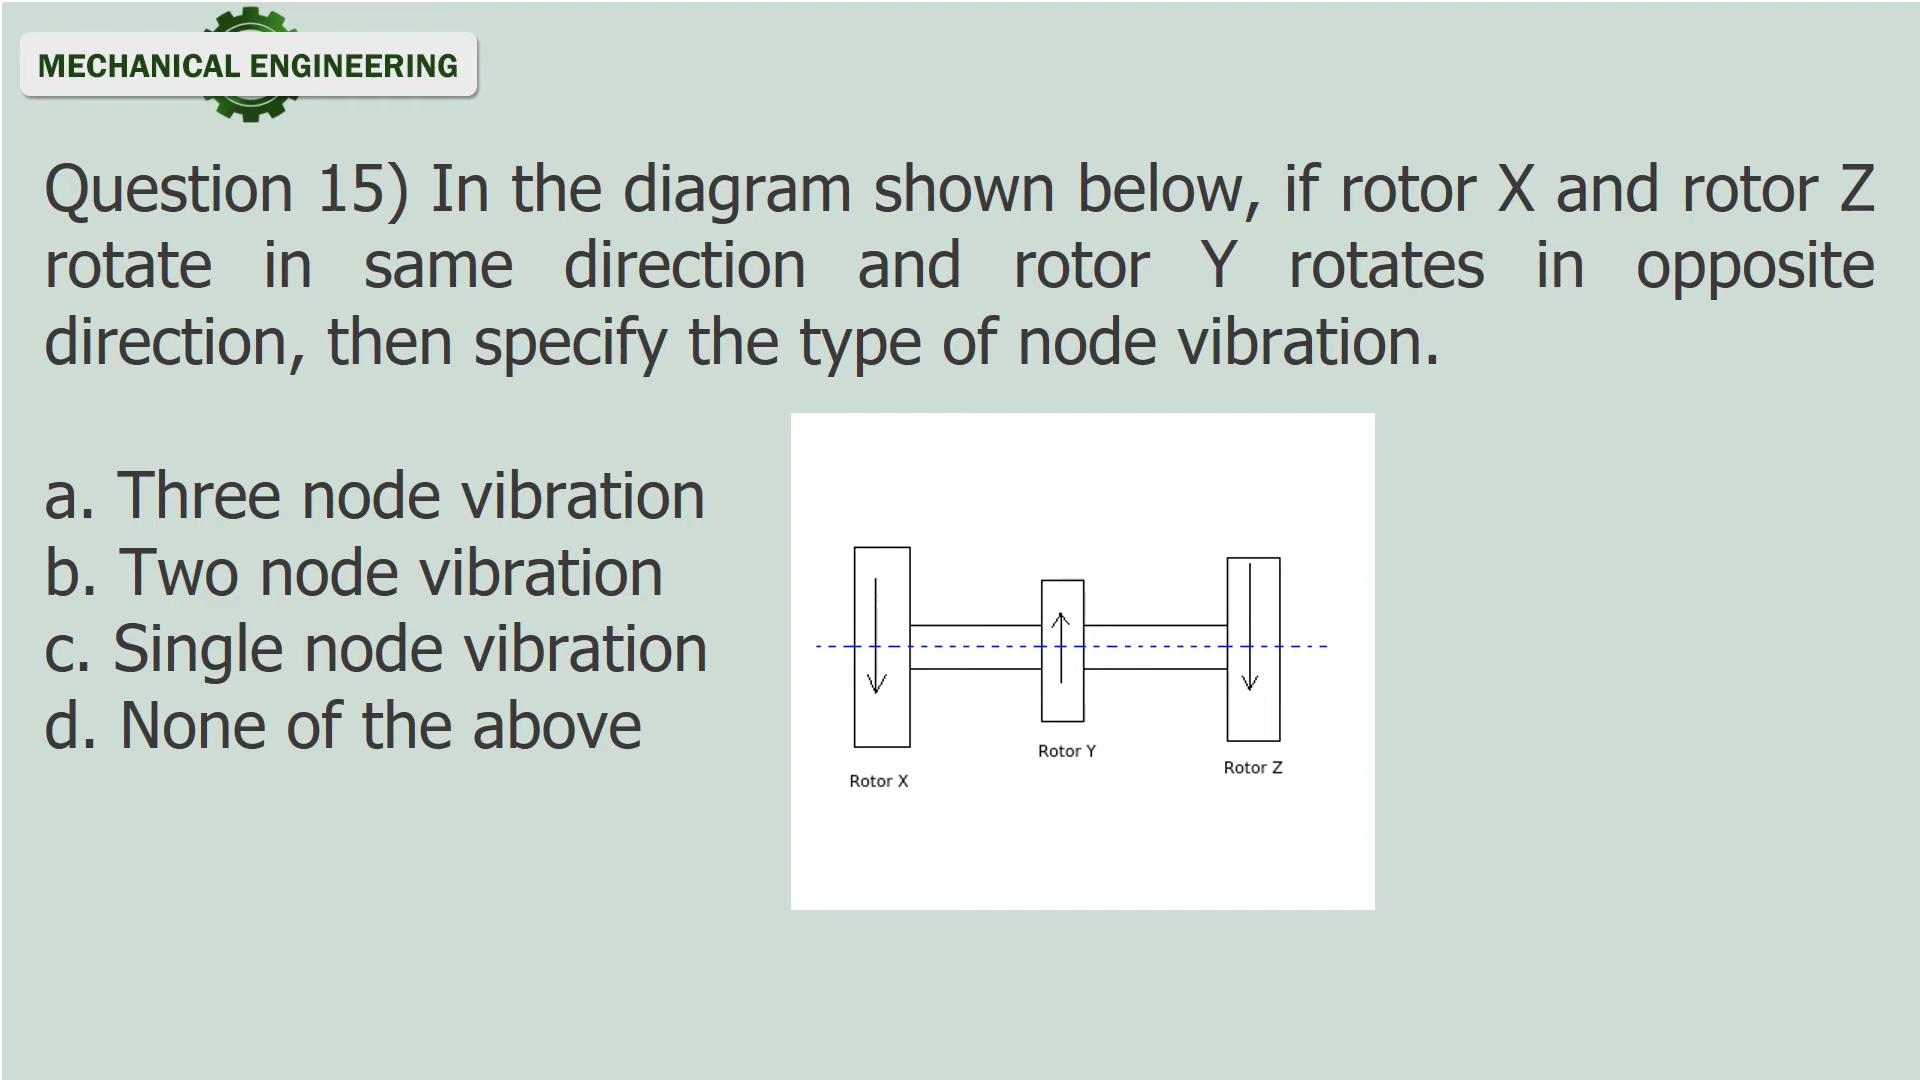 MECHANICAL ENGINEERING
Question 15) In the diagram shown below, if rotor X and rotor Z
rotate in same direction and rotor Y rotates in opposite
direction, then specify the type of node vibration.
a. Three node vibration
b. Two node vibration
c. Single node vibration
d. None of the above
Rotor X
Rotor Y
Rotor Z